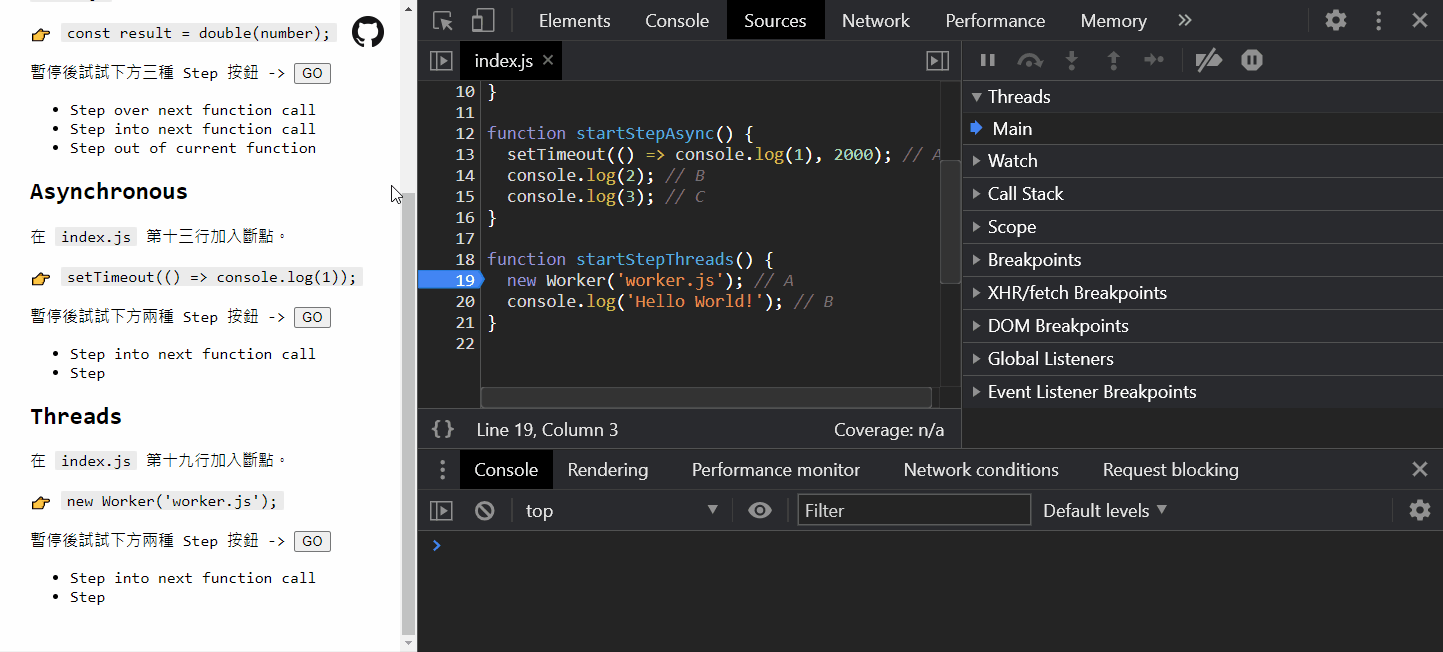 const result = double(number);
暫停後試試下方三種 Step 按鈕 -> GO
• Step over next function call
• Step into next function call
• Step out of current function
Asynchronous
在 index.js 第十三行加入斷點。
👉 setTimeout(() => console.log(1));
暫停後試試下方兩種 Step 按鈕 -> GO
• Step into next function call
• Step
Threads
在 index.js 第十九行加入斷點。
👉 new Worker('worker.js');
暫停後試試下方兩種 Step 按鈕 -> GO
• Step into next function call
• Step
Elements Console Sources Network Performance Memory »
index.js ×
10 }
11
12 function startStepAsync() {
13 setTimeout(() => console.log(1), 2000); // A
14 console.log(2); // B
15 console.log(3); // C
16 }
17
18 function startStepThreads() {
19 new Worker('worker.js'); // A
20 console.log('Hello World!'); // B
21 }
22
{} Line 19, Column 3 Coverage: n/a
Threads
Main
Watch
Call Stack
Scope
Breakpoints
XHR/fetch Breakpoints
DOM Breakpoints
Global Listeners
Event Listener Breakpoints
Console Rendering Performance monitor Network conditions Request blocking
top Filter Default levels